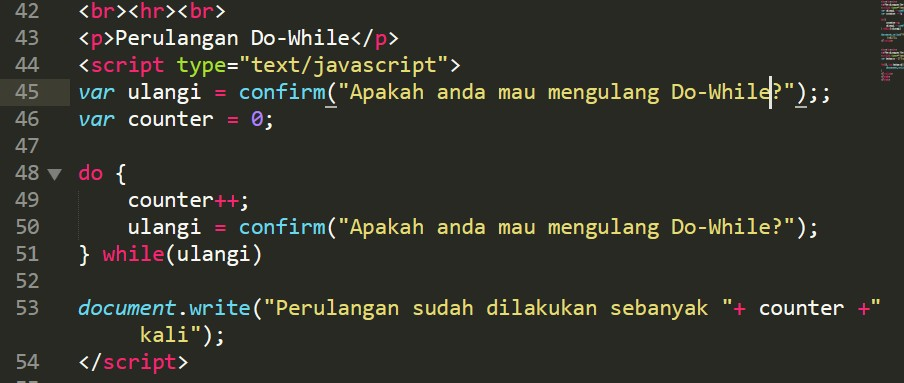 42 <br><hr><br>
43 <p>Perulangan Do-While</p>
44 <script type="text/javascript">
45 var ulangi = confirm("Apakah anda mau mengulang Do-While?");;
46 var counter = 0;
47
48 do {
49 counter++;
50 ulangi = confirm("Apakah anda mau mengulang Do-While?");
51 } while(ulangi)
52
53 document.write("Perulangan sudah dilakukan sebanyak "+ counter +"
kali");
54 </script>